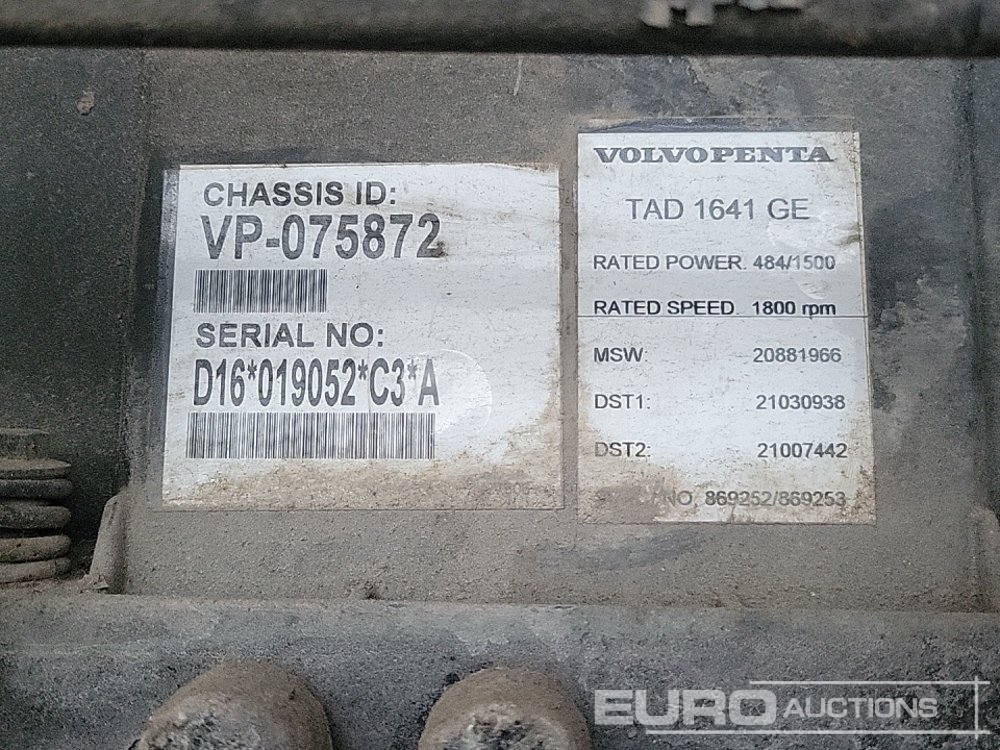 CHASSIS ID:
VP-075872
SERIAL NO:
D16*019052*C3*A
VOLVO PENTA
TAD 1641 GE
RATED POWER. 484/1500
RATED SPEED. 1800 rpm
MSW: 20881966
DST1: 21030938
DST2: 21007442
NO. 869252/869253
EURO AUCTIONS